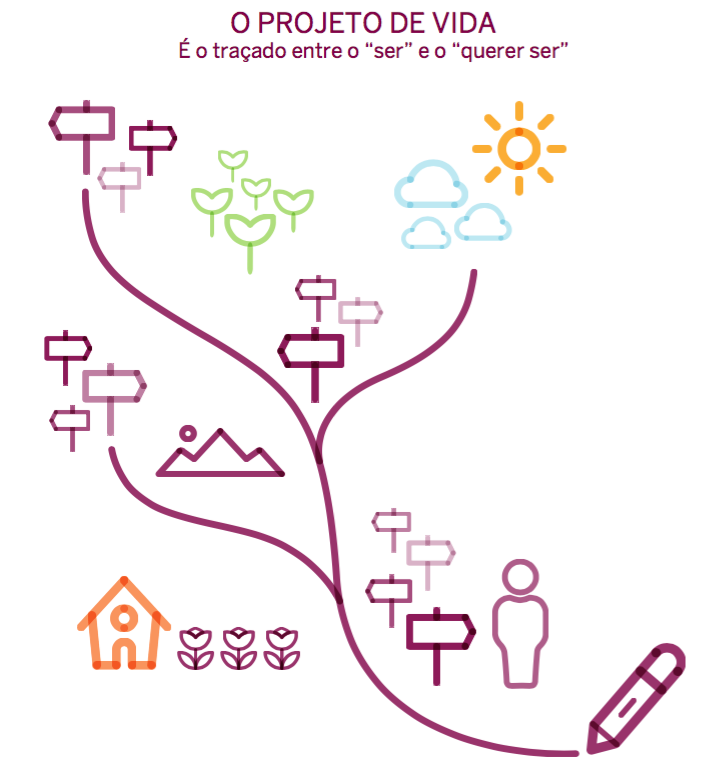 O PROJETO DE VIDA
É o traçado entre o “ser” e o “querer ser”